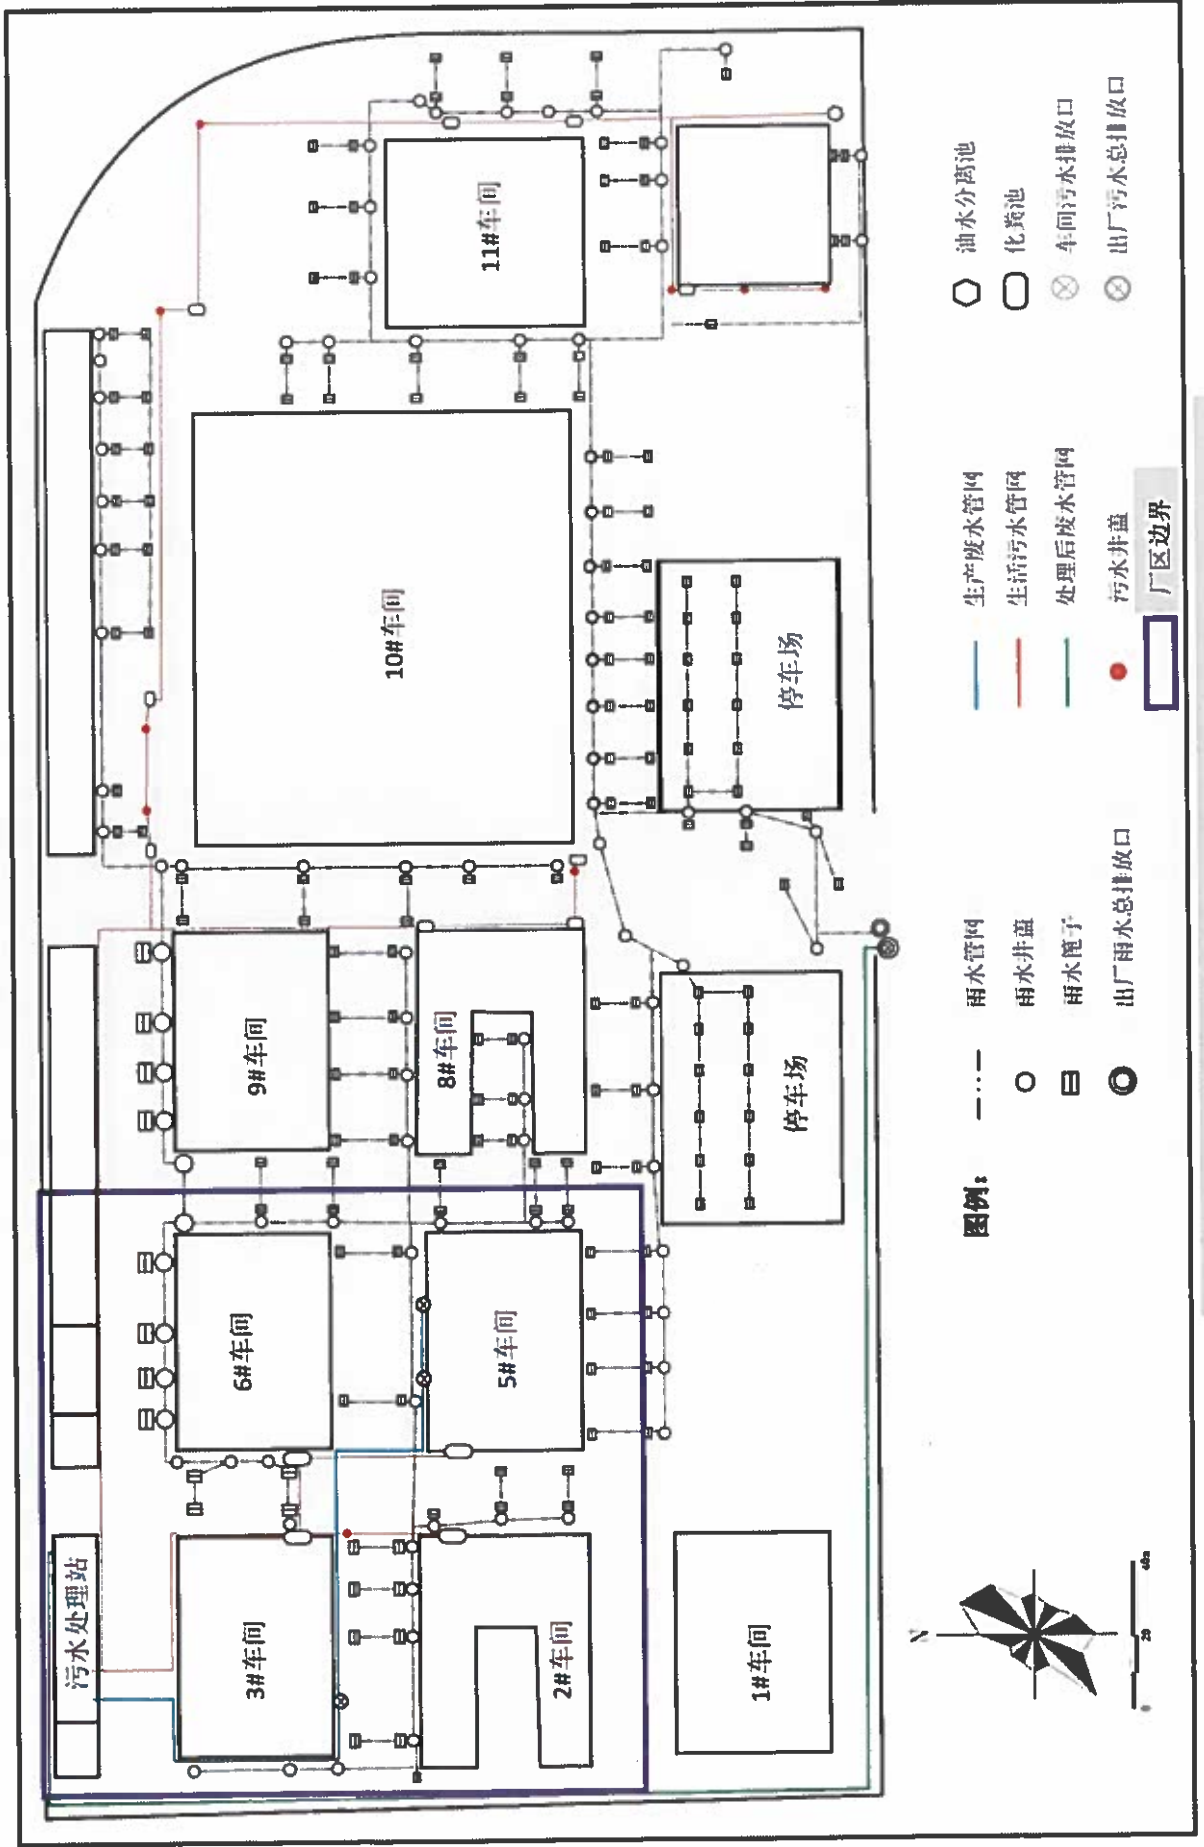 污水处理站
3#车间
6#车间
9#车间
10#车间
11#车间
2#车间
5#车间
8#车间
1#车间
停车场
停车场
N
0 20 40m
图例：
雨水管网
雨水井盖
雨水篦子
出厂雨水总排放口
生产废水管网
生活污水管网
处理后废水管网
污水井盖
厂区边界
油水分离池
化粪池
车间污水排放口
出厂污水总排放口